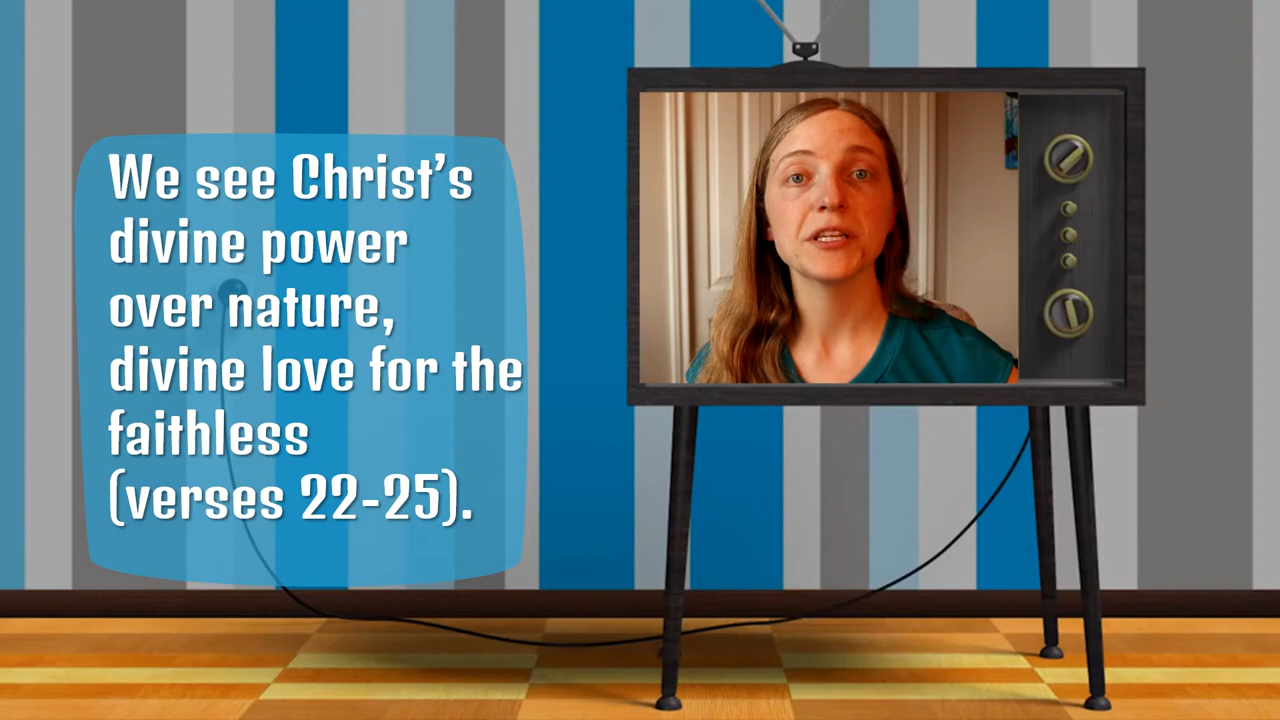 We see Christ’s
divine power
over nature,
divine love for the
faithless
(verses 22-25).